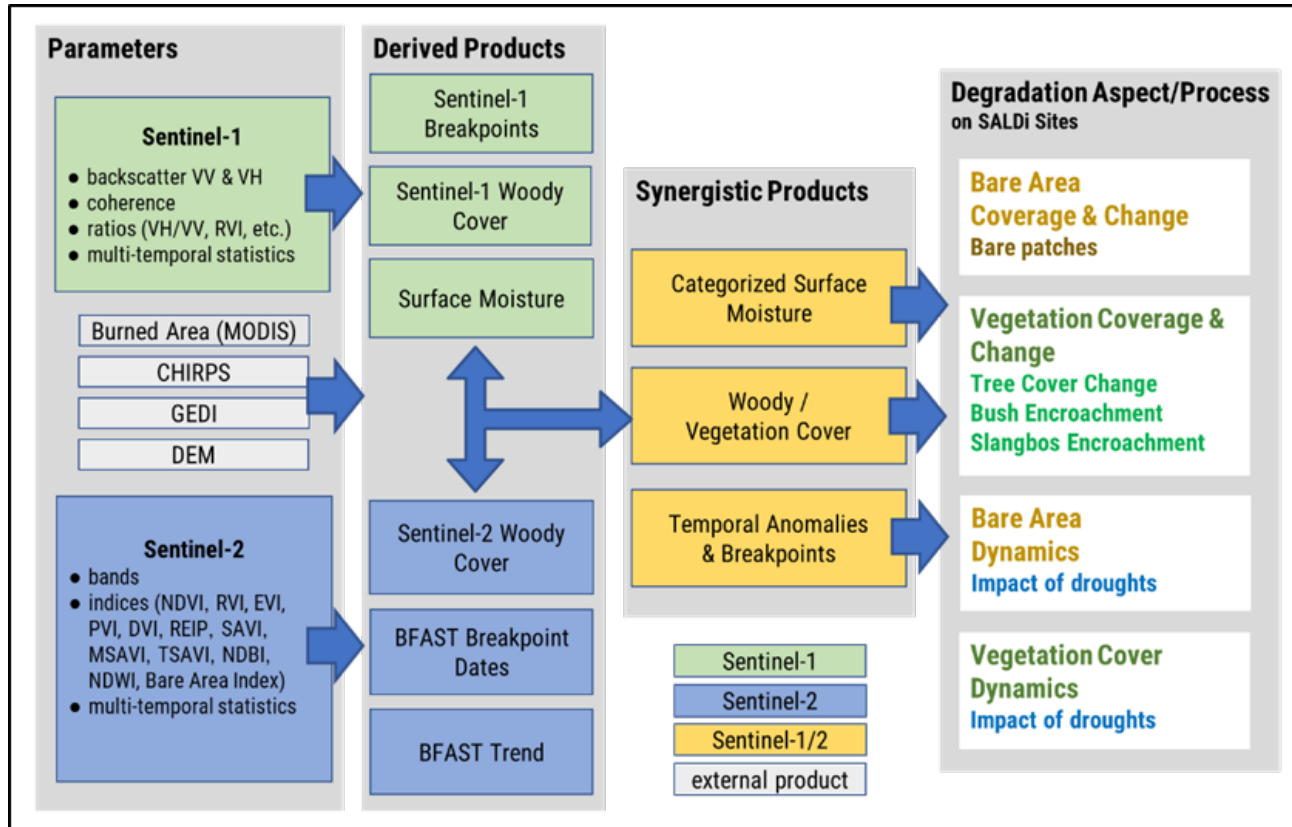 Parameters
Sentinel-1
● backscatter VV & VH
● coherence
● ratios (VH/VV, RVI, etc.)
● multi-temporal statistics
Burned Area (MODIS)
CHIRPS
GEDI
DEM
Sentinel-2
● bands
● indices (NDVI, RVI, EVI,
PVI, DVI, REIP, SAVI,
MSAVI, TSAVI, NDBI,
NDWI, Bare Area Index)
● multi-temporal statistics
Derived Products
Sentinel-1
Breakpoints
Sentinel-1 Woody
Cover
Surface Moisture
Sentinel-2 Woody
Cover
BFAST Breakpoint
Dates
BFAST Trend
Synergistic Products
Categorized Surface
Moisture
Woody /
Vegetation Cover
Temporal Anomalies
& Breakpoints
Sentinel-1
Sentinel-2
Sentinel-1/2
external product
Degradation Aspect/Process
on SALDi Sites
Bare Area
Coverage & Change
Bare patches
Vegetation Coverage &
Change
Tree Cover Change
Bush Encroachment
Slangbos Encroachment
Bare Area
Dynamics
Impact of droughts
Vegetation Cover
Dynamics
Impact of droughts